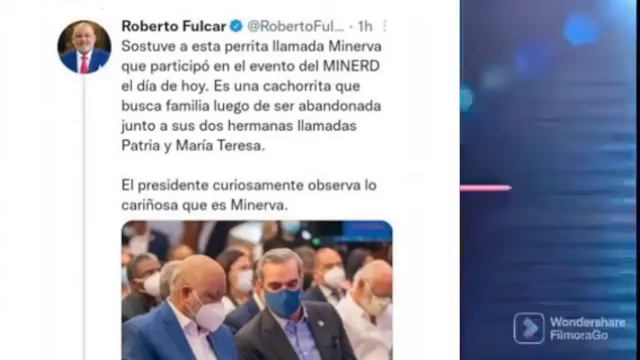 Roberto Fulcar @RobertoFul... · 1h
Sostuve a esta perrita llamada Minerva
que participó en el evento del MINERD
el día de hoy. Es una cachorrita que
busca familia luego de ser abandonada
junto a sus dos hermanas llamadas
Patria y María Teresa.
El presidente curiosamente observa lo
cariñosa que es Minerva.
Wondershare
FilmoraGo